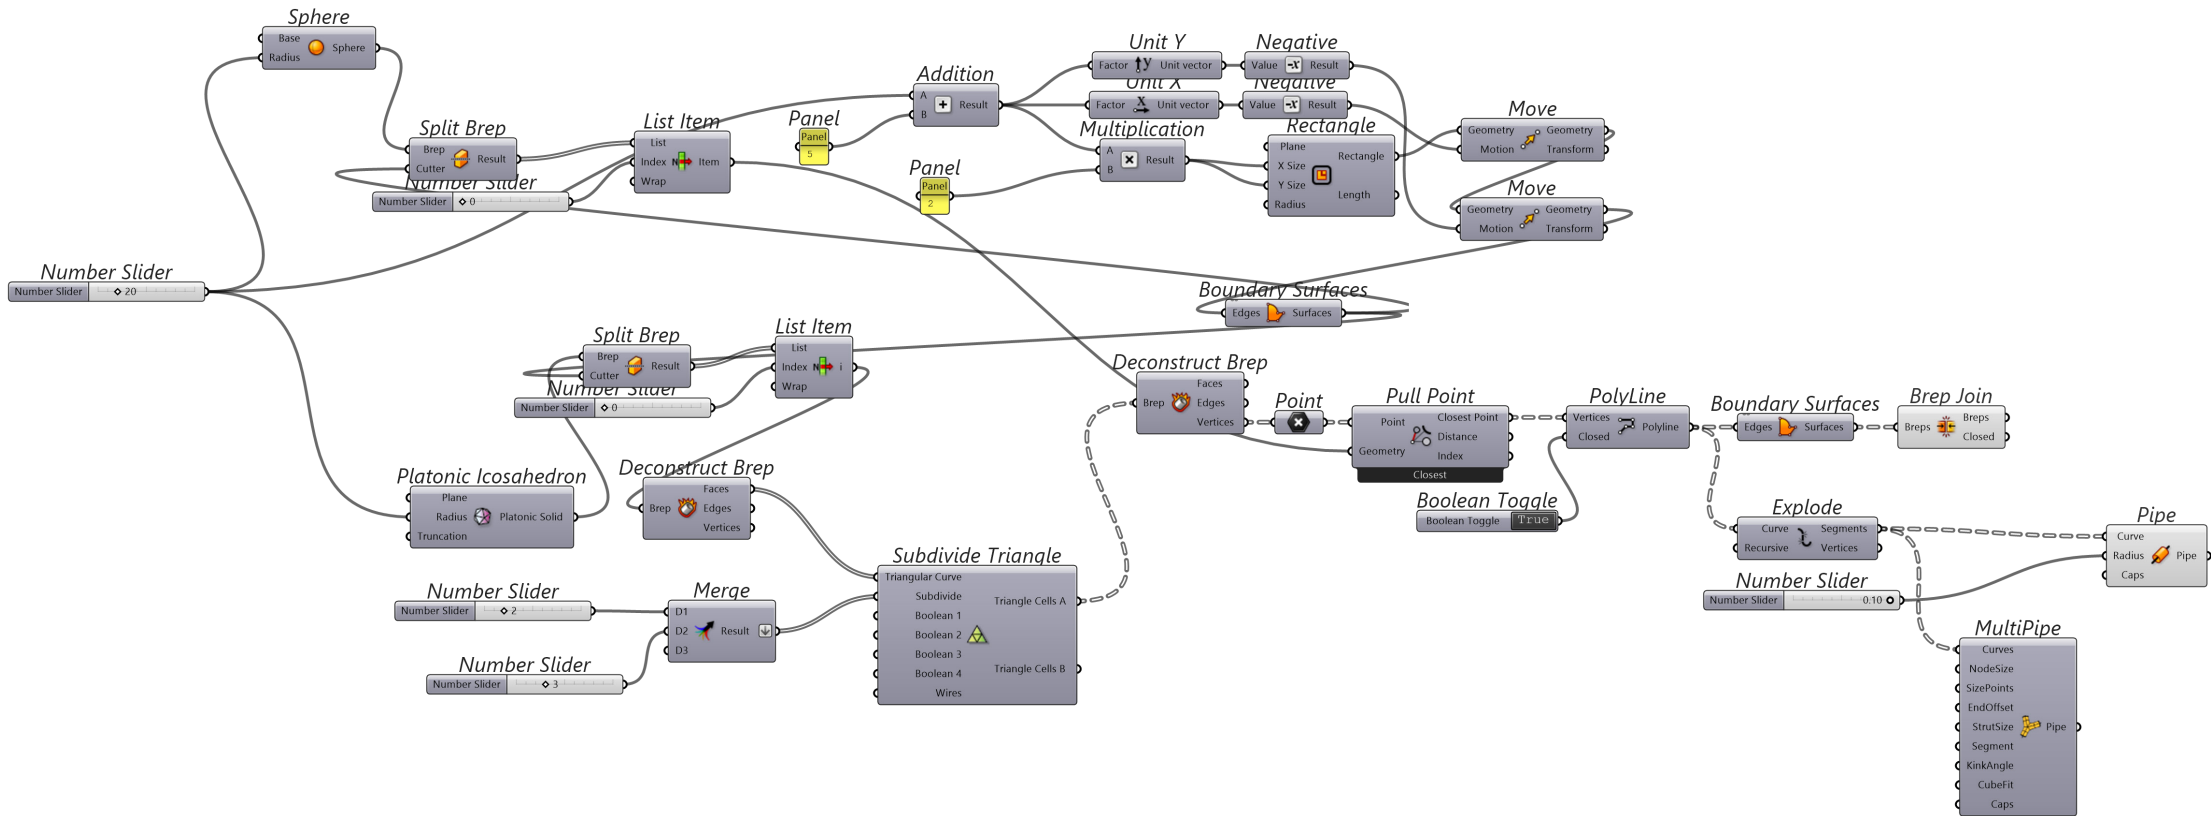 Sphere
Base
Radius
Sphere
Split Brep
Brep
Cutter
Result
Number Slider
Number Slider
0
List Item
List
Index
Wrap
N
Item
Panel
Panel
5
Addition
A
B
Result
Panel
Panel
2
Unit Y
Factor
y
Unit vector
Negative
Value
-x
Result
Unit X
Factor
x
Unit vector
Negative
Value
-x
Result
Multiplication
A
B
Result
Rectangle
Plane
X Size
Y Size
Radius
Rectangle
Length
Move
Geometry
Motion
Geometry
Transform
Move
Geometry
Motion
Geometry
Transform
Number Slider
Number Slider
20
Boundary Surfaces
Edges
Surfaces
Split Brep
Brep
Cutter
Result
Number Slider
Number Slider
0
List Item
List
Index
Wrap
N
i
Deconstruct Brep
Brep
Faces
Edges
Vertices
Point
Pull Point
Point
Geometry
Closest Point
Distance
Index
Closest
PolyLine
Vertices
Closed
Polyline
Boundary Surfaces
Edges
Surfaces
Brep Join
Breps
Breps
Closed
Platonic Icosahedron
Plane
Radius
Truncation
Platonic Solid
Deconstruct Brep
Brep
Faces
Edges
Vertices
Boolean Toggle
Boolean Toggle
True
Explode
Curve
Recursive
Segments
Vertices
Pipe
Curve
Radius
Caps
Pipe
Number Slider
Number Slider
0.10
Number Slider
Number Slider
2
Number Slider
Number Slider
3
Merge
D1
D2
D3
Result
Subdivide Triangle
Triangular Curve
Subdivide
Boolean 1
Boolean 2
Boolean 3
Boolean 4
Wires
Triangle Cells A
Triangle Cells B
MultiPipe
Curves
NodeSize
SizePoints
EndOffset
StrutSize
Segment
KinkAngle
CubeFit
Caps
Pipe